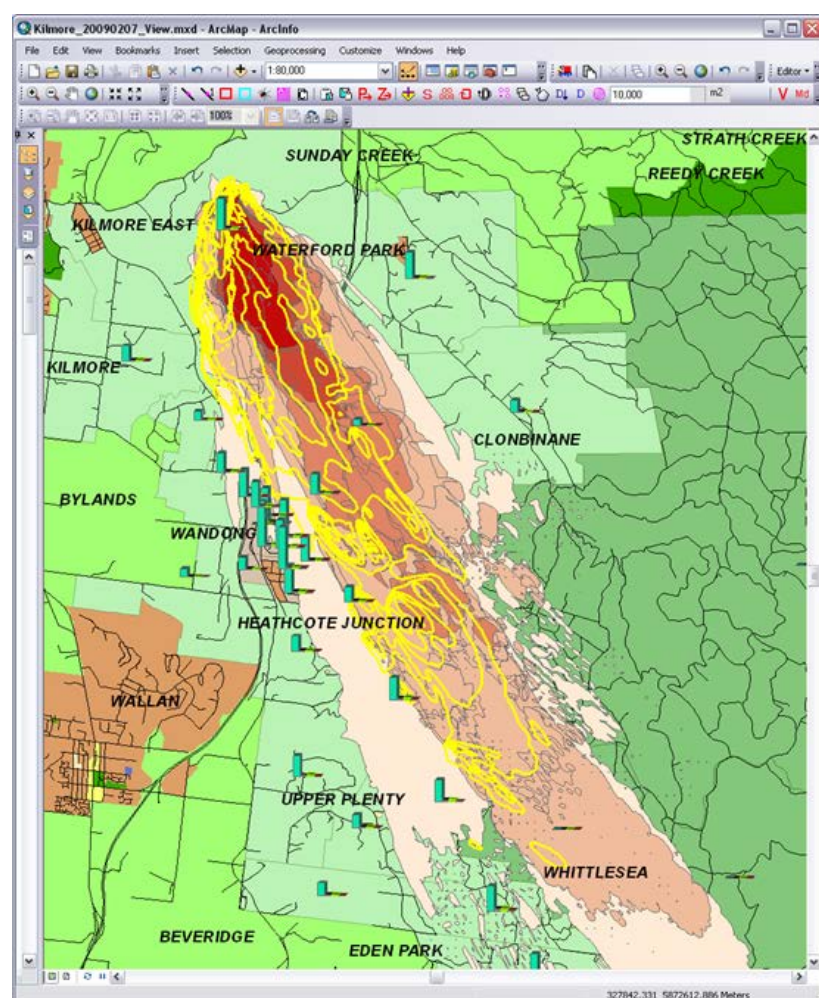 Kilmore_20090207_View.mxd - ArcMap - ArcInfo
File Edit View Bookmarks Insert Selection Geoprocessing Customize Windows Help
1:80,000
Editor
10,000 m2
100%
STRATH CREEK
SUNDAY CREEK
REEDY CREEK
KILMORE EAST
WATERFORD PARK
KILMORE
CLONBINANE
BYLANDS
WANDONG
HEATHCOTE JUNCTION
WALLAN
UPPER PLENTY
WHITTLESEA
BEVERIDGE
EDEN PARK
327842.331 5872612.886 Meters